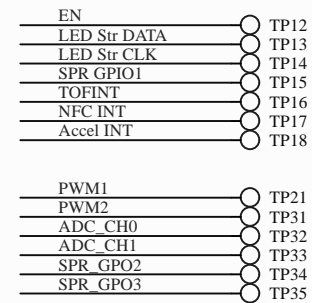 EN TP12
LED Str DATA TP13
LED Str CLK TP14
SPR GPIO1 TP15
TOFINT TP16
NFC INT TP17
Accel INT TP18
PWM1 TP21
PWM2 TP31
ADC_CH0 TP32
ADC_CH1 TP33
SPR_GPO2 TP34
SPR_GPO3 TP35